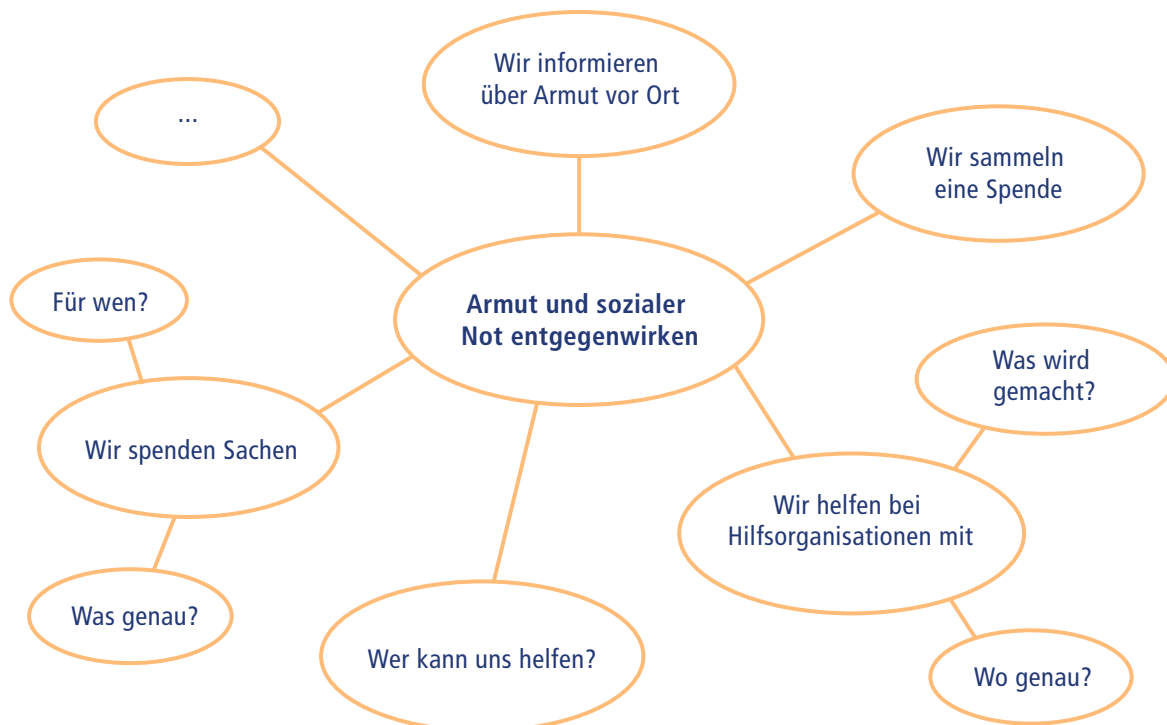 Wir informieren
über Armut vor Ort
...
Wir sammeln
eine Spende
Für wen?
Armut und sozialer
Not entgegenwirken
Was wird
gemacht?
Wir spenden Sachen
Wir helfen bei
Hilfsorganisationen mit
Was genau?
Wer kann uns helfen?
Wo genau?